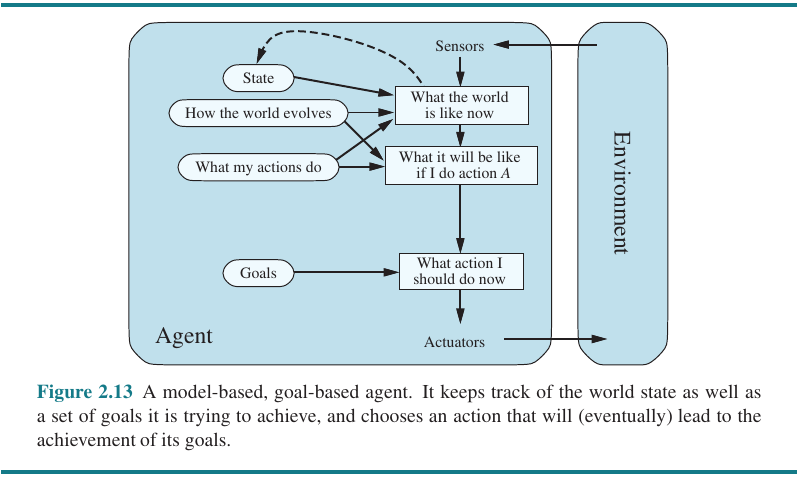 Sensors
State
What the world
is like now
How the world evolves
What it will be like
if I do action A
What my actions do
Environment
What action I
should do now
Goals
Agent
Actuators
Figure 2.13 A model-based, goal-based agent. It keeps track of the world state as well as
a set of goals it is trying to achieve, and chooses an action that will (eventually) lead to the
achievement of its goals.